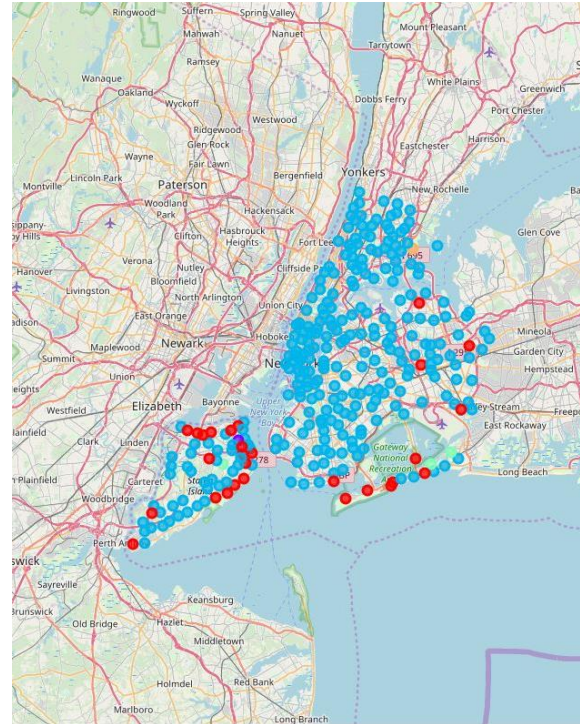 Ringwood
Suffern
Spring Valley
Mount Pleasant
Mahwah
Nanuet
Tarrytown
Ramsey
White Plains
Wanaque
Oakland
Greenwich
Wyckoff
Westwood
Dobbs Ferry
Port Chester
Ridgewood
Harrison
Glen Rock
Eastchester
Wayne
Fair Lawn
Bergenfield
Yonkers
Lincoln Park
Paterson
New Rochelle
Montville
Woodland Park
Hackensack
Clifton
Hasbrouck Heights
Fort Lee
Glen Cove
Verona
Nutley
Hanover
Livingston
Bloomfield
Cliffside Park
695
North Arlington
East Orange
Union City
Mineola
Maplewood
Newark
Hoboken
Garden City
Summit
Union
Hempstead
Bayonne
Upper New York Bay
Elizabeth
Westfield
East Rockaway
Clark
Linden
Gateway National Recreation
Plainfield
78
Long Beach
Carteret
Woodbridge
Perth
Sayreville
Keansburg
Old Bridge
Hazlet
Middletown
Red Bank
Holmdel
Marlboro
Long Branch